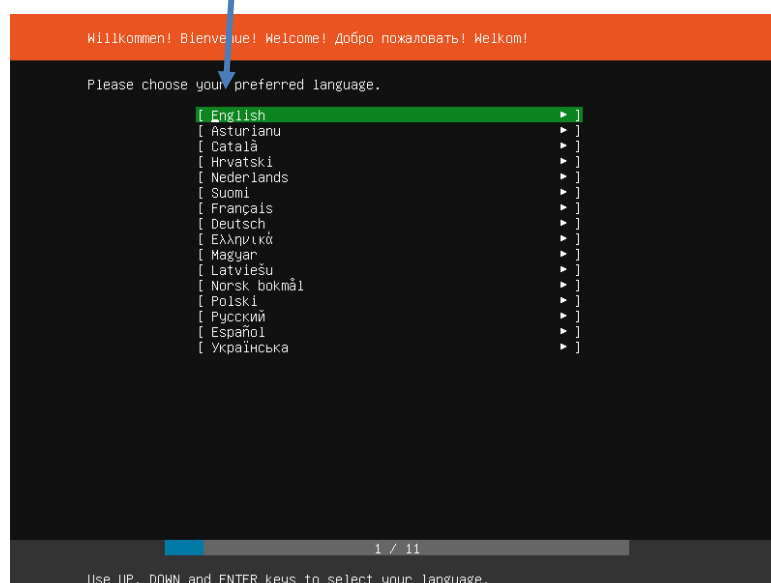 Willkommen! Bienvenue! Welcome! Добро пожаловать! Welkom!
Please choose your preferred language.
[ English ► ]
[ Asturianu ► ]
[ Català ► ]
[ Hrvatski ► ]
[ Nederlands ► ]
[ Suomi ► ]
[ Français ► ]
[ Deutsch ► ]
[ Ελληνικά ► ]
[ Magyar ► ]
[ Latviešu ► ]
[ Norsk bokmål ► ]
[ Polski ► ]
[ Русский ► ]
[ Español ► ]
[ Українська ► ]
1 / 11
Use UP, DOWN and ENTER keys to select your language.